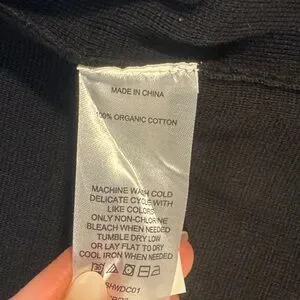 MADE IN CHINA
100% ORGANIC COTTON
MACHINE WASH COLD
DELICATE CYCLE WITH
LIKE COLORS
ONLY NON-CHLORINE
BLEACH WHEN NEEDED
TUMBLE DRY LOW
OR LAY FLAT TO DRY
COOL IRON WHEN NEEDED
SHWDC01